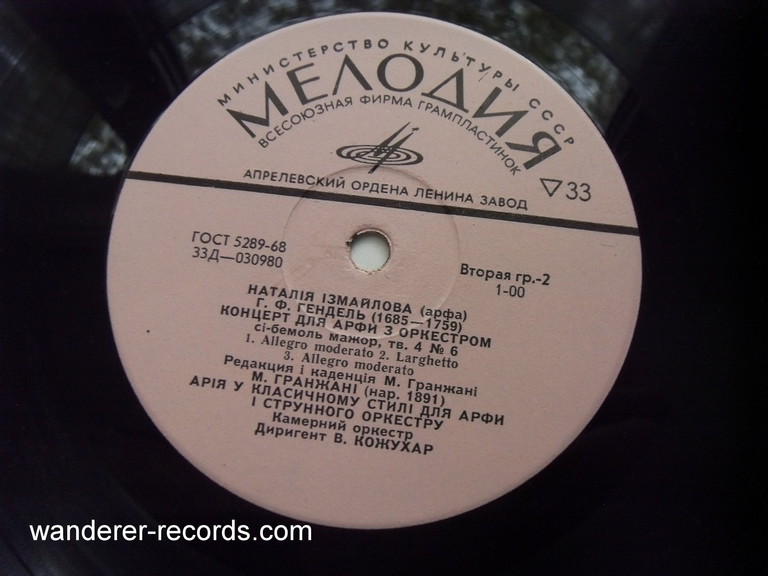 МИНИСТЕРСТВО КУЛЬТУРЫ СССР
МЕЛОДИЯ
ВСЕСОЮЗНАЯ ФИРМА ГРАМПЛАСТИНОК
АПРЕЛЕВСКИЙ ОРДЕНА ЛЕНИНА ЗАВОД
▽33
ГОСТ 5289-68
33Д—030980
Вторая гр.-2
1-00
НАТАЛІЯ ІЗМАЙЛОВА (арфа)
Г. Ф. ГЕНДЕЛЬ (1685—1759)
КОНЦЕРТ ДЛЯ АРФИ З ОРКЕСТРОМ
сі-бемоль мажор, тв. 4 № 6
1. Allegro moderato 2. Larghetto
3. Allegro moderato
Редакция і каденція М. Гранжані
М. ГРАНЖАНІ (нар. 1891)
АРІЯ У КЛАСИЧНОМУ СТИЛІ ДЛЯ АРФИ
І СТРУННОГО ОРКЕСТРУ
Камерний оркестр
Диригент В. КОЖУХАР
wanderer-records.com